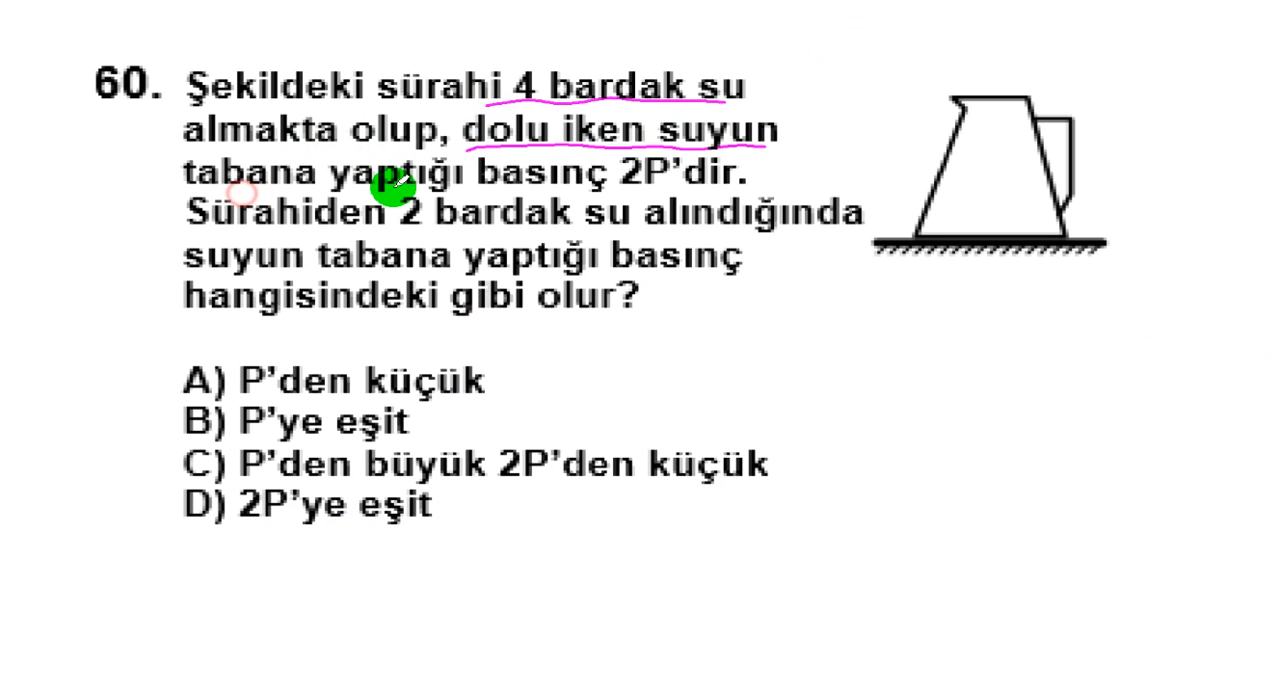 60. Şekildeki sürahi 4 bardak su
almakta olup, dolu iken suyun
tabana yaptığı basınç 2P'dir.
Sürahiden 2 bardak su alındığında
suyun tabana yaptığı basınç
hangisindeki gibi olur?
A) P'den küçük
B) P'ye eşit
C) P'den büyük 2P'den küçük
D) 2P'ye eşit